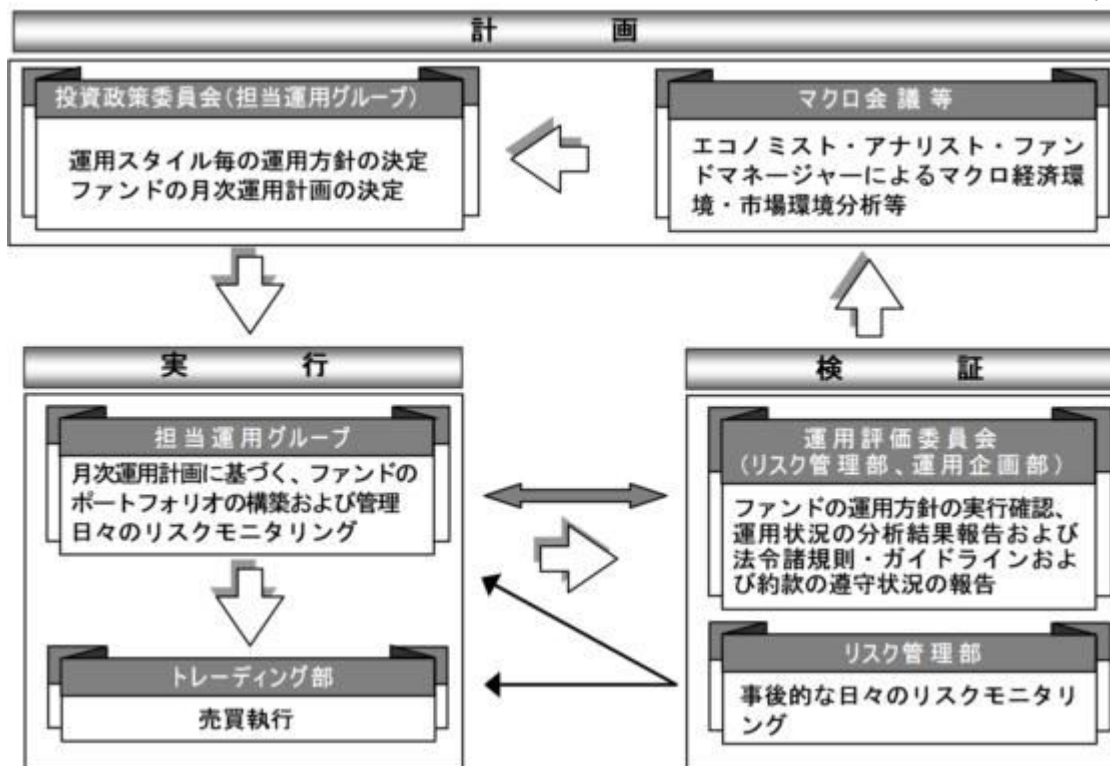 計 画
投資政策委員会(担当運用グループ)
運用スタイル毎の運用方針の決定
ファンドの月次運用計画の決定
マクロ会議等
エコノミスト・アナリスト・ファン
ドマネージャーによるマクロ経済環
境・市場環境分析等
実 行
担当運用グループ
月次運用計画に基づく、ファンドの
ポートフォリオの構築および管理
日々のリスクモニタリング
トレーディング部
売買執行
検 証
運用評価委員会
(リスク管理部、運用企画部)
ファンドの運用方針の実行確認、
運用状況の分析結果報告および
法令諸規則・ガイドラインおよ
び約款の遵守状況の報告
リスク管理部
事後的な日々のリスクモニタリ
ング